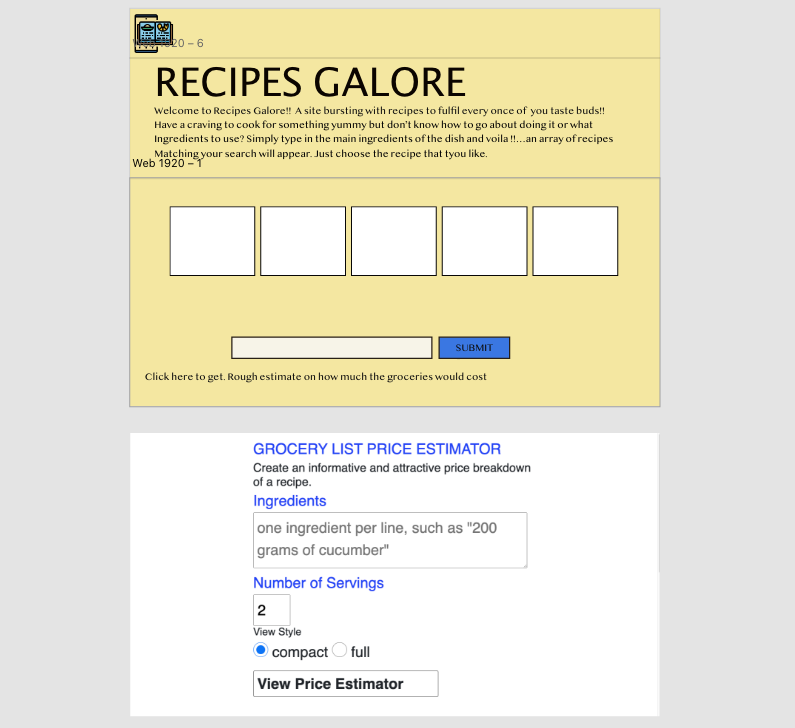 Web 1920 – 6
RECIPES GALORE
Welcome to Recipes Galore!! A site bursting with recipes to fulfil every once of you taste buds!!
Have a craving to cook for something yummy but don't know how to go about doing it or what
Ingredients to use? Simply type in the main ingredients of the dish and voila !!...an array of recipes
Matching your search will appear. Just choose the recipe that tyou like.
Web 1920 – 1
SUBMIT
Click here to get. Rough estimate on how much the groceries would cost
GROCERY LIST PRICE ESTIMATOR
Create an informative and attractive price breakdown
of a recipe.
Ingredients
one ingredient per line, such as "200
grams of cucumber"
Number of Servings
2
View Style
compact full
View Price Estimator